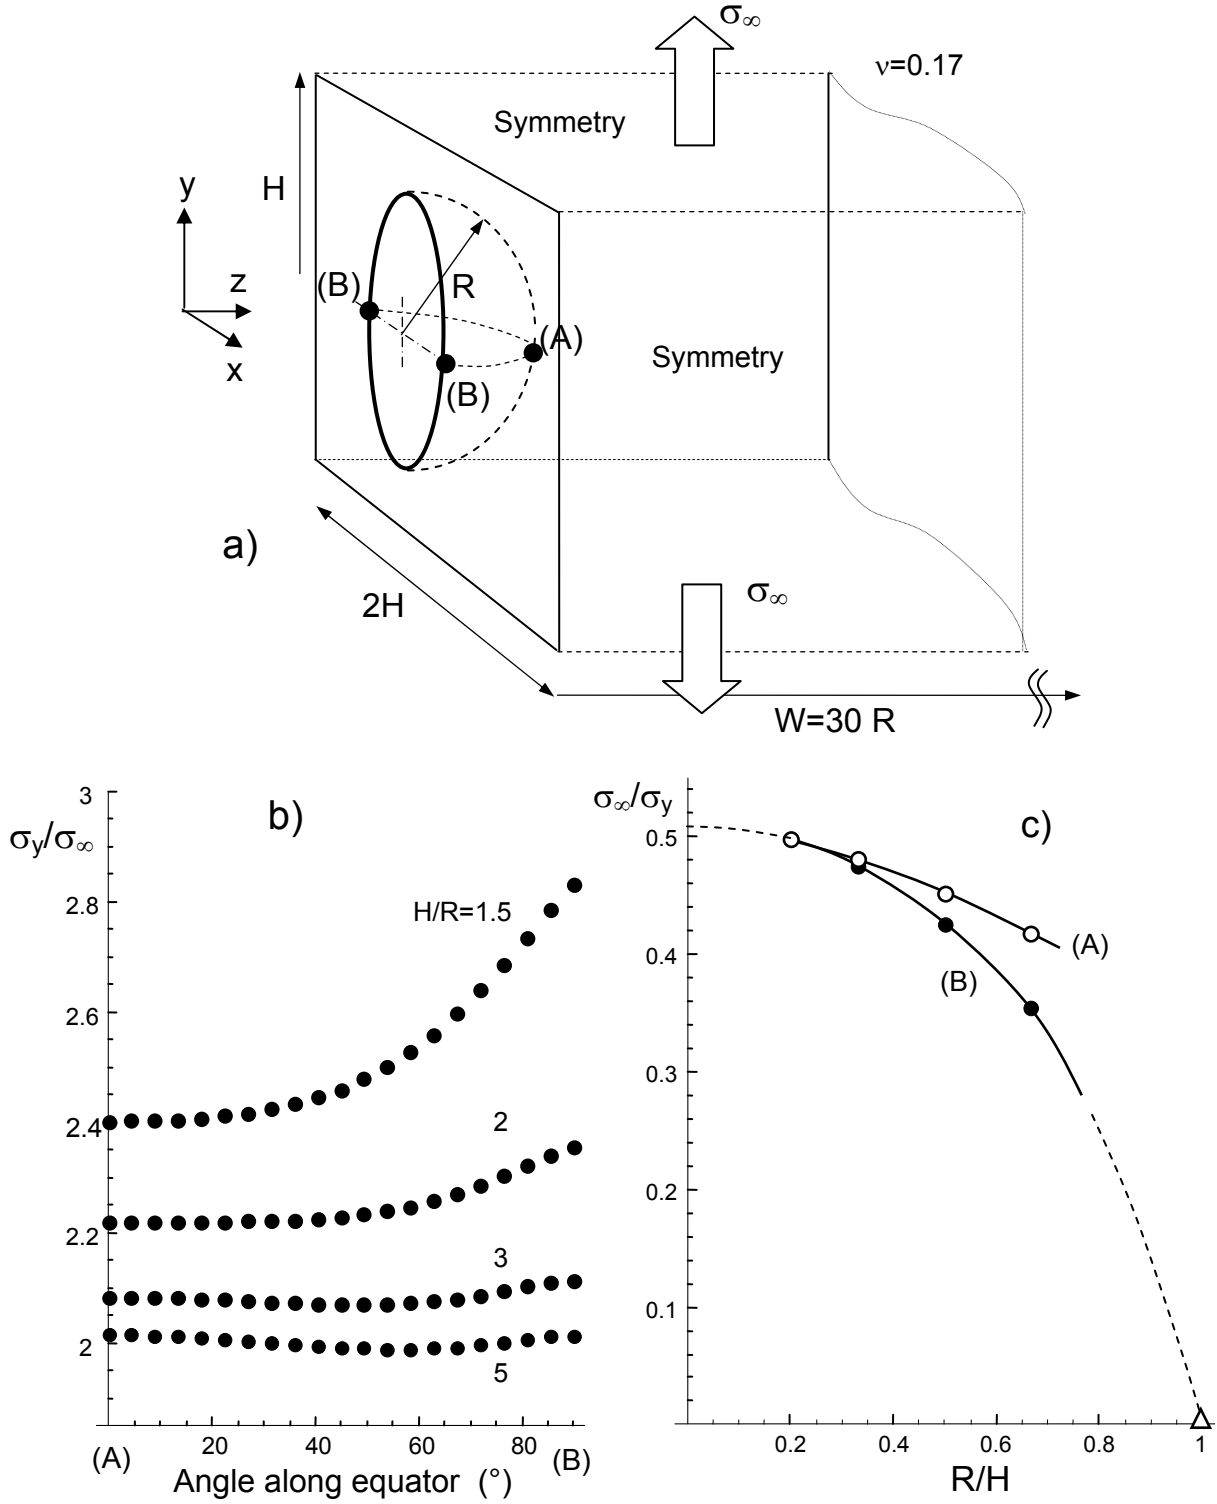 σ∞
ν=0.17
Symmetry
H
y
z
x
(B)
R
(A)
Symmetry
(B)
a)
2H
σ∞
W=30 R
b)
σy/σ∞
3
2.8
2.6
2.4
2.2
2
H/R=1.5
2
3
5
20
40
60
80
(A)
(B)
Angle along equator (°)
c)
σ∞/σy
0.5
0.4
0.3
0.2
0.1
(A)
(B)
0.2
0.4
0.6
0.8
1
R/H